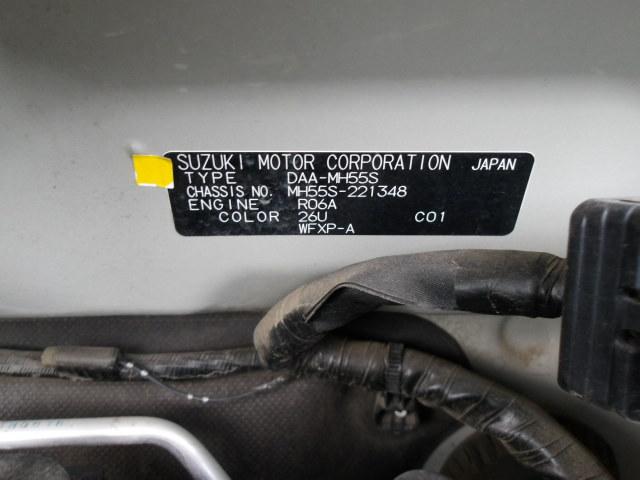 SUZUKI MOTOR CORPORATION JAPAN
TYPE DAA-MH55S
CHASSIS NO. MH55S-221348
ENGINE R06A
COLOR 26U C01
WFXP-A